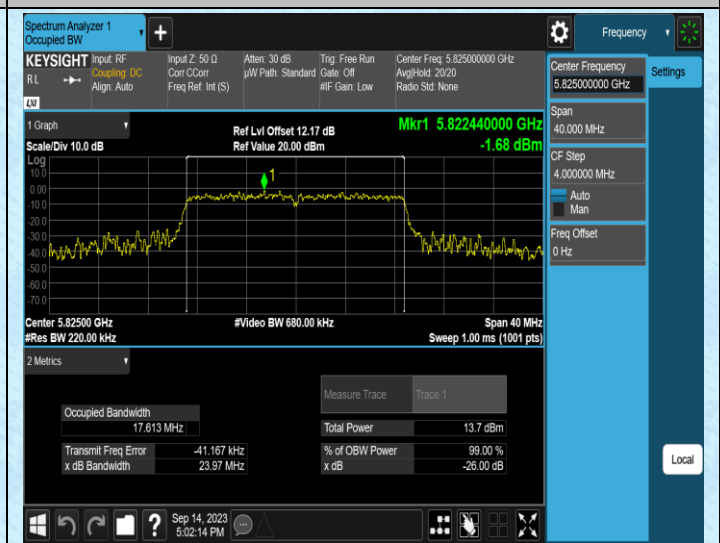 Spectrum Analyzer 1
Occupied BW
+
Frequency
KEYSIGHT Input: RF Input Z: 50 Ω Atten: 30 dB Trig: Free Run Center Freq: 5.825000000 GHz
RL Coupling: DC Corr CCorr µW Path: Standard Gate: Off Avg|Hold: 20/20
Align: Auto Freq Ref: Int (S) #IF Gain: Low Radio Std: None
LXI
Center Frequency
5.825000000 GHz
Settings
Span
40.000 MHz
CF Step
4.000000 MHz
Auto
Man
Freq Offset
0 Hz
1 Graph
Ref Lvl Offset 12.17 dB
Mkr1 5.822440000 GHz
Scale/Div 10.0 dB Ref Value 20.00 dBm -1.68 dBm
Log
10.0
0.00
-10.0
-20.0
-30.0
-40.0
-50.0
-60.0
-70.0
1
Center 5.82500 GHz #Video BW 680.00 kHz Span 40 MHz
#Res BW 220.00 kHz Sweep 1.00 ms (1001 pts)
2 Metrics
Measure Trace Trace 1
Occupied Bandwidth
17.613 MHz
Total Power 13.7 dBm
Transmit Freq Error -41.167 kHz % of OBW Power 99.00 %
x dB Bandwidth 23.97 MHz x dB -26.00 dB
Local
?
Sep 14, 2023
5:02:14 PM